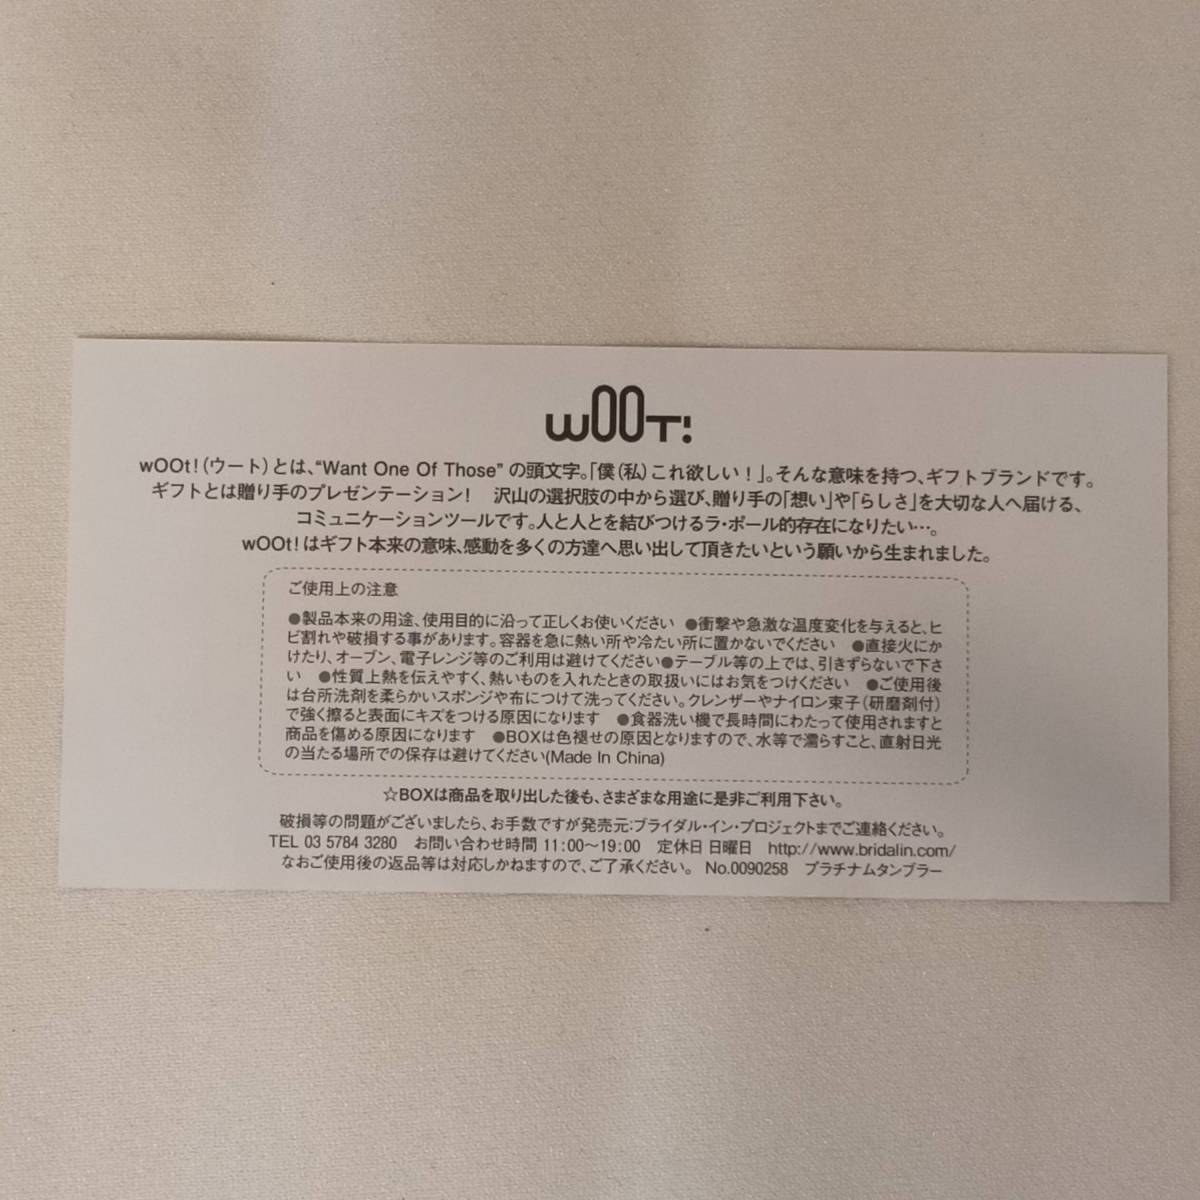 wOOT!
wOOt!(ウート)とは、“Want One Of Those”の頭文字。「僕(私)これ欲しい!」。そんな意味を持つ、ギフトブランドです。
ギフトとは贈り手のプレゼンテーション! 沢山の選択肢の中から選び、贈り手の「想い」や「らしさ」を大切な人へ届ける、
コミュニケーションツールです。人と人とを結びつけるラ・ポール的存在になりたい…。
wOOt!はギフト本来の意味、感動を多くの方達へ思い出して頂きたいという願いから生まれました。
ご使用上の注意
●製品本来の用途、使用目的に沿って正しくお使いください ●衝撃や急激な温度変化を与えると、ヒ
ビ割れや破損する事があります。容器を急に熱い所や冷たい所に置かないでください ●直接火にか
けたり、オーブン、電子レンジ等のご利用は避けてください●テーブル等の上では、引きずらないで下さ
い ●性質上熱を伝えやすく、熱いものを入れたときの取扱いにはお気をつけください ●ご使用後
は台所洗剤を柔らかいスポンジや布につけて洗ってください。クレンザーやナイロン束子(研磨剤付)
で強く擦ると表面にキズをつける原因になります ●食器洗い機で長時間にわたって使用されますと
商品を傷める原因になります ●BOXは色褪せの原因となりますので、水等で濡らすこと、直射日光
の当たる場所での保存は避けてください(Made In China)
☆BOXは商品を取り出した後も、さまざまな用途に是非ご利用下さい。
破損等の問題がございましたら、お手数ですが発売元:ブライダル・イン・プロジェクトまでご連絡ください。
TEL 03 5784 3280 お問い合わせ時間 11:00〜19:00 定休日 日曜日 http://www.bridalin.com/
なおご使用後の返品等は対応しかねますので、ご了承ください。 No.0090258 プラチナムタンブラー